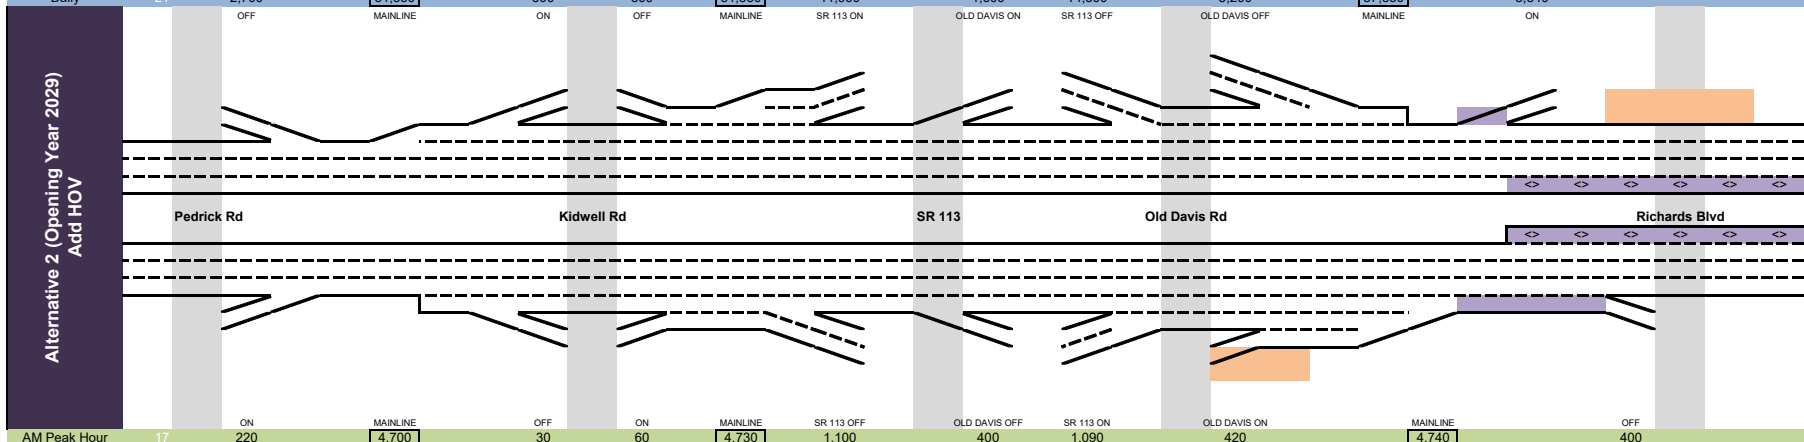 OFF MAINLINE ON OFF MAINLINE SR 113 ON OLD DAVIS ON SR 113 OFF OLD DAVIS OFF MAINLINE ON
Alternative 2 (Opening Year 2029)
Add HOV
<> <> <> <> <> <>
Pedrick Rd Kidwell Rd SR 113 Old Davis Rd Richards Blvd
<> <> <> <> <> <>
ON MAINLINE OFF ON MAINLINE SR 113 OFF OLD DAVIS OFF SR 113 ON OLD DAVIS ON MAINLINE OFF
AM Peak Hour 17 220 4,700 30 60 4,730 1,100 400 1,090 420 4,740 400